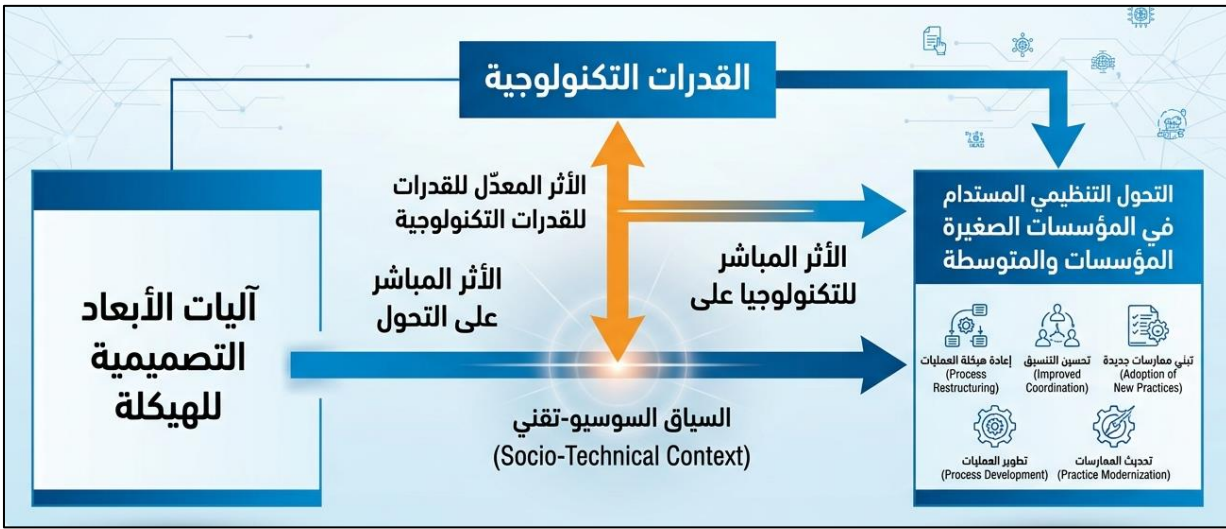 القدرات التكنولوجية
الأثر المعدّل للقدرات
للقدرات التكنولوجية
التحول التنظيمي المستدام
في المؤسسات الصغيرة
المؤسسات والمتوسطة
آليات الأبعاد
التصميمية
للهيكلة
الأثر المباشر
على التحول
الأثر المباشر
للتكنولوجيا على
السياق السوسيو-تقني
(Socio-Technical Context)
تبني ممارسات جديدة
(Adoption of
New Practices)
تحسين التنسيق
(Improved
Coordination)
إعادة هيكلة العمليات
(Process
Restructuring)
تحديث الممارسات
(Practice Modernization)
تطوير العمليات
(Process Development)